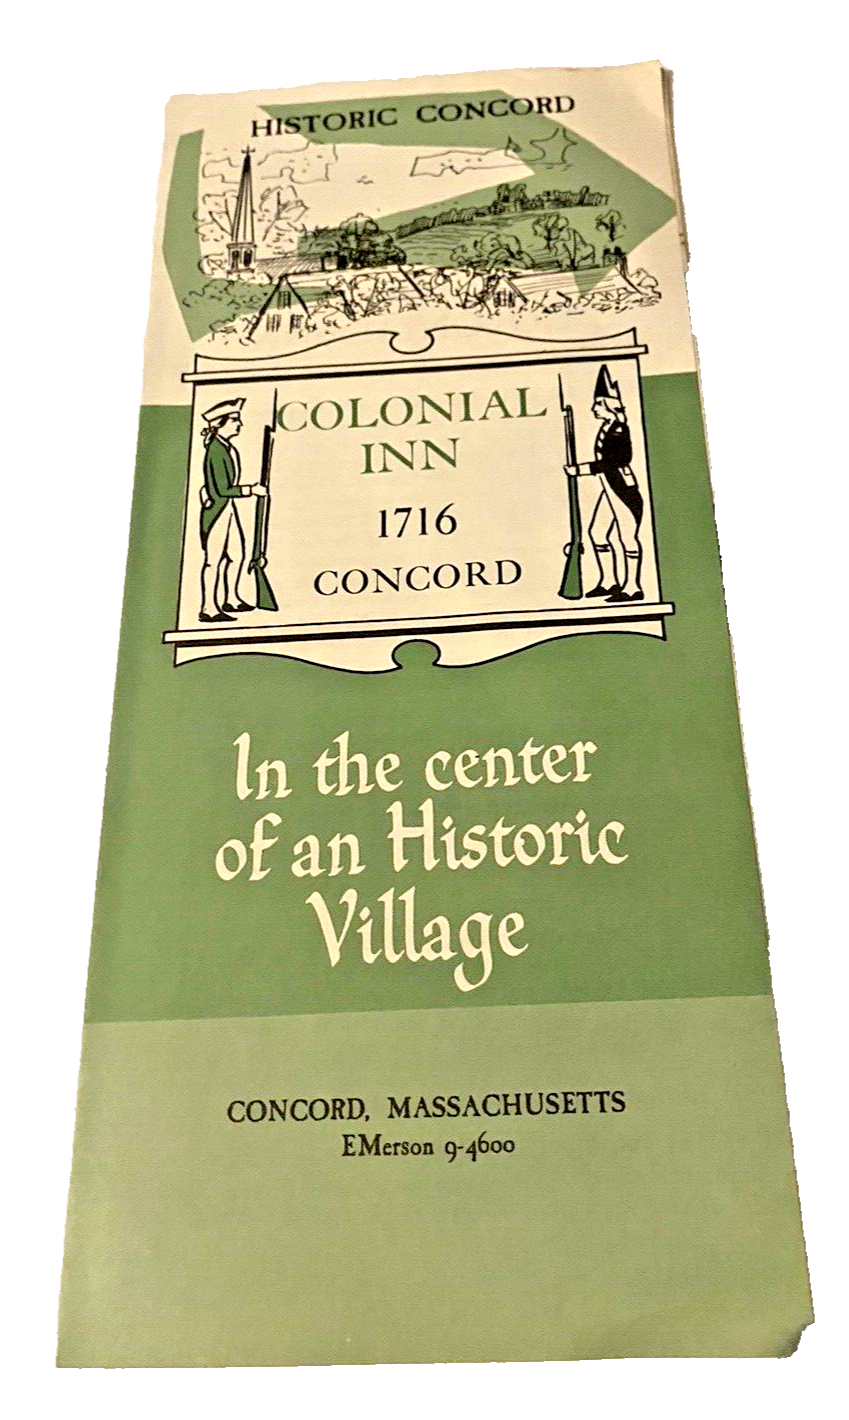 HISTORIC CONCORD
COLONIAL
INN
1716
CONCORD
In the center
of an Historic
Village
CONCORD, MASSACHUSETTS
EMerson 9-4600